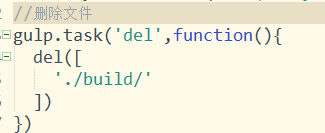 //删除文件
gulp.task('del',function(){
  del([
    './build/'
  ])
})